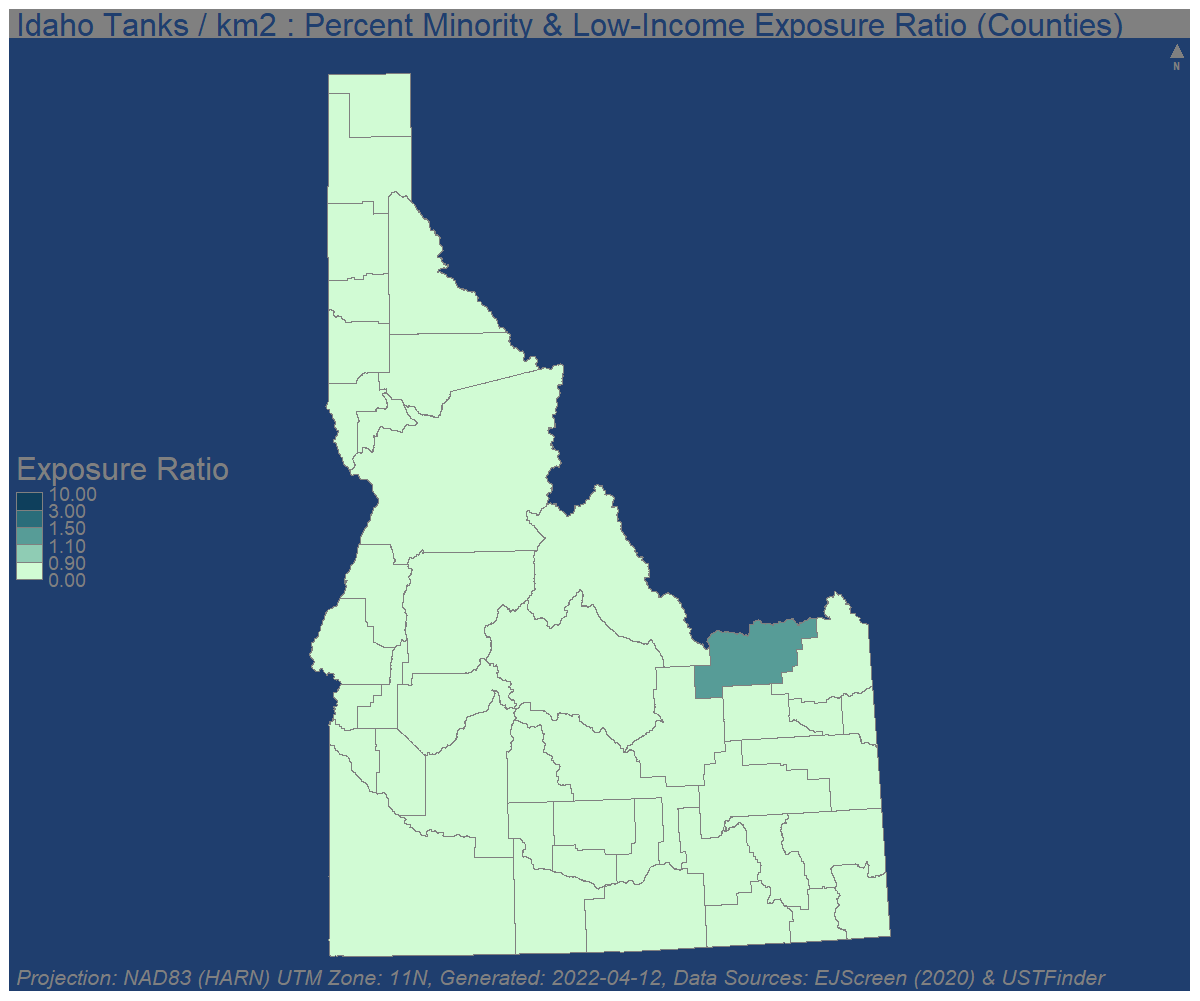 Idaho Tanks / km2 : Percent Minority & Low-Income Exposure Ratio (Counties)
N
Exposure Ratio
10.00
3.00
1.50
1.10
0.90
0.00
Projection: NAD83 (HARN) UTM Zone: 11N, Generated: 2022-04-12, Data Sources: EJScreen (2020) & USTFinder